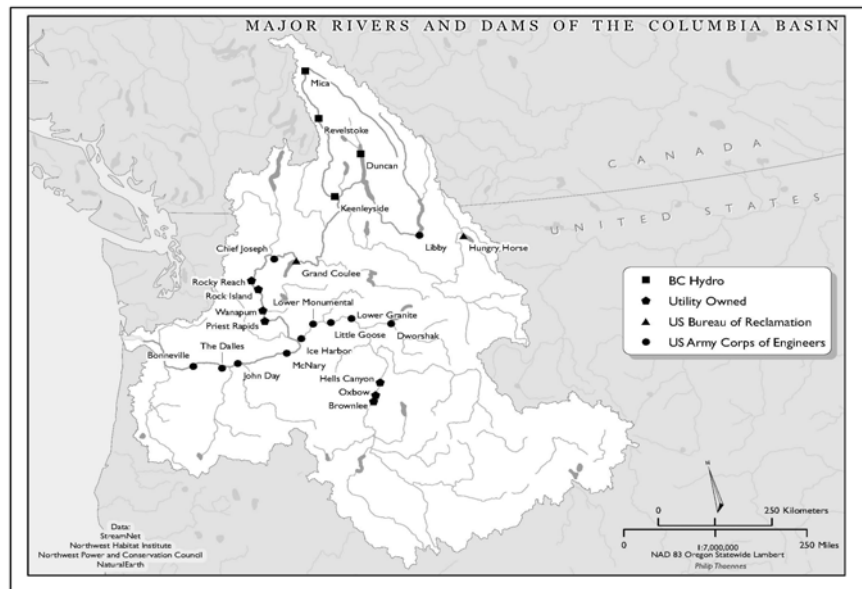 MAJOR RIVERS AND DAMS OF THE COLUMBIA BASIN
Mica
Revelstoke
Duncan
CANADA
Keenleyside
UNITED STATES
Chief Joseph
Libby
Hungry Horse
Grand Coulee
Rocky Reach
Rock Island
Lower Monumental
Wanapum
Lower Granite
Priest Rapids
Little Goose
Dworshak
The Dalles
Ice Harbor
Bonneville
McNary
John Day
Hells Canyon
Oxbow
Brownlee
BC Hydro
Utility Owned
US Bureau of Reclamation
US Army Corps of Engineers
N
0 250 Kilometers
0 250 Miles
1:7,000,000
NAD 83 Oregon Statewide Lambert
Philip Thoennes
Data:
StreamNet
Northwest Habitat Institute
Northwest Power and Conservation Council
NaturalEarth